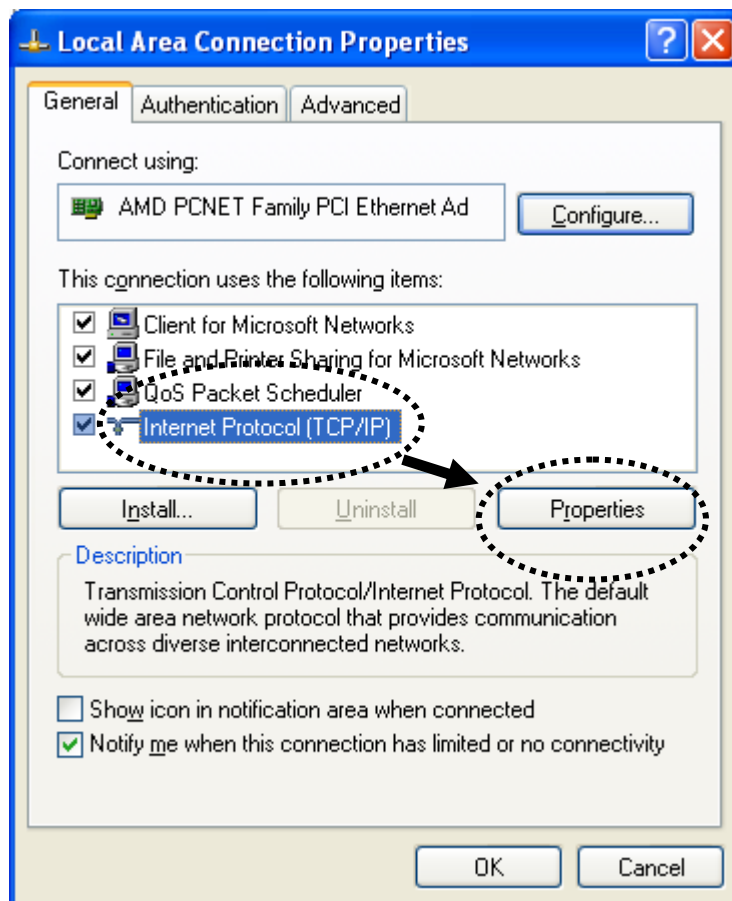 Local Area Connection Properties
General Authentication Advanced
Connect using:
AMD PCNET Family PCI Ethernet Ad
Configure...
This connection uses the following items:
Client for Microsoft Networks
File and Printer Sharing for Microsoft Networks
QoS Packet Scheduler
Internet Protocol (TCP/IP)
Install... Uninstall Properties
Description
Transmission Control Protocol/Internet Protocol. The default
wide area network protocol that provides communication
across diverse interconnected networks.
Show icon in notification area when connected
Notify me when this connection has limited or no connectivity
OK Cancel